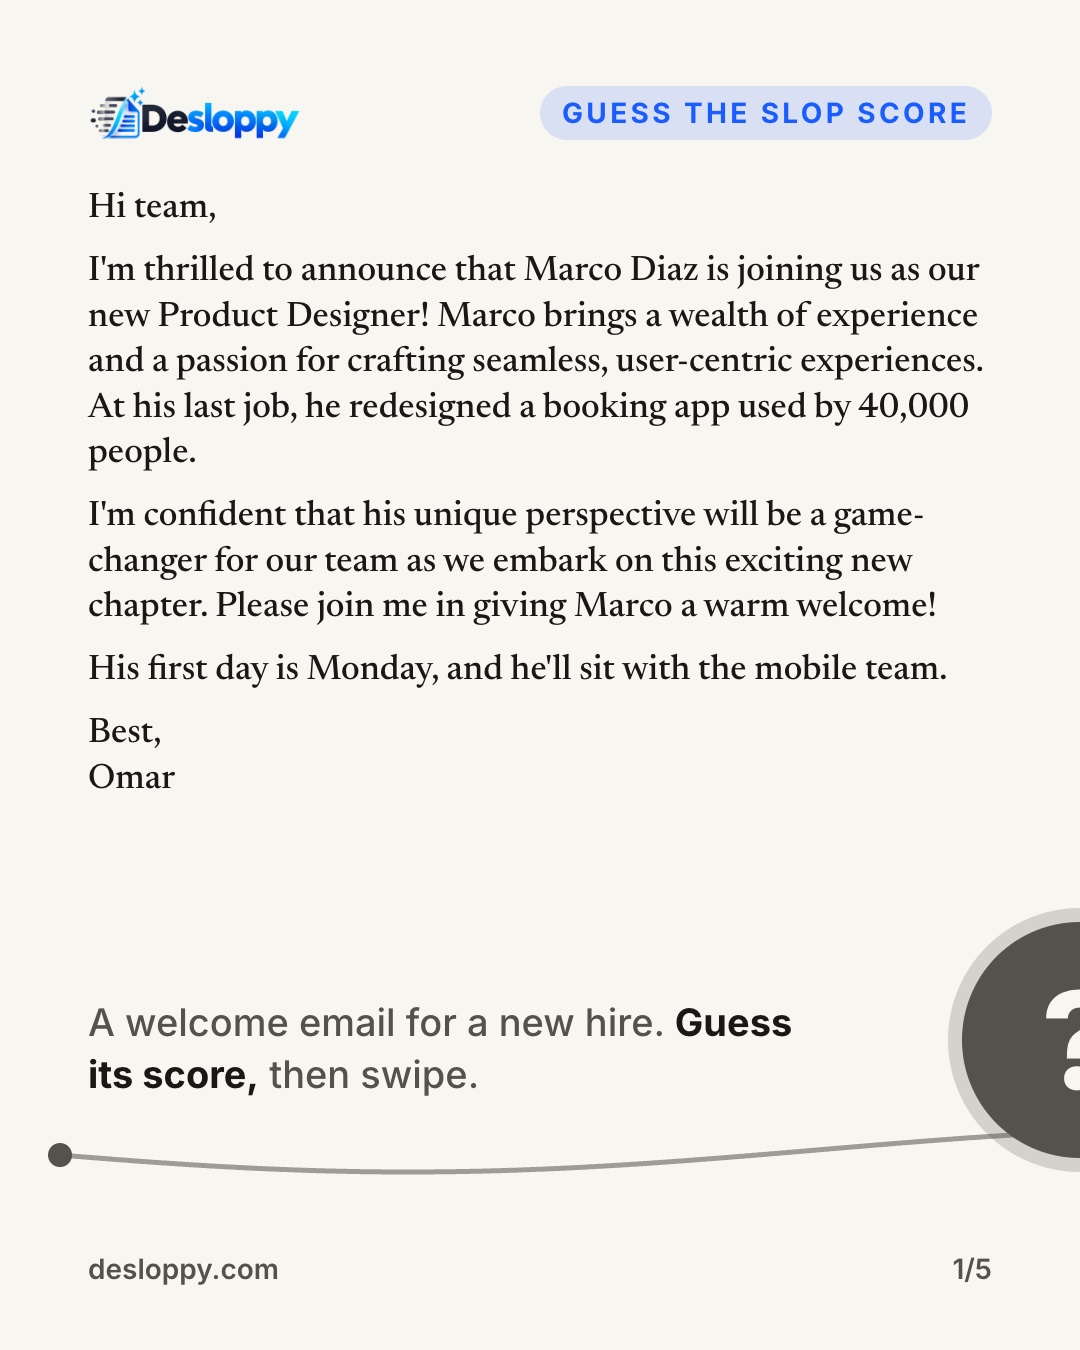 Desloppy
GUESS THE SLOP SCORE
Hi team,
I'm thrilled to announce that Marco Diaz is joining us as our
new Product Designer! Marco brings a wealth of experience
and a passion for crafting seamless, user-centric experiences.
At his last job, he redesigned a booking app used by 40,000
people.
I'm confident that his unique perspective will be a game-
changer for our team as we embark on this exciting new
chapter. Please join me in giving Marco a warm welcome!
His first day is Monday, and he'll sit with the mobile team.
Best,
Omar
A welcome email for a new hire. Guess
its score, then swipe.
?
desloppy.com
1/5